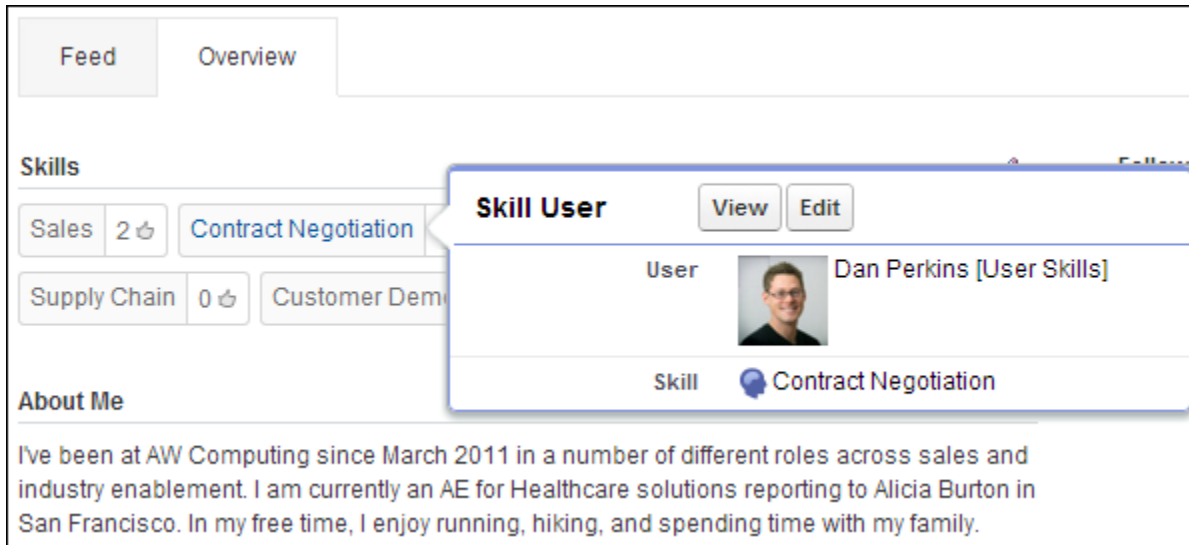 Feed Overview
Skills
Sales 2 Contract Negotiation
Supply Chain 0 Customer
Skill User View Edit
User Dan Perkins [User Skills]
Skill Contract Negotiation
About Me
I've been at AW Computing since March 2011 in a number of different roles across sales and
industry enablement. I am currently an AE for Healthcare solutions reporting to Alicia Burton in
San Francisco. In my free time, I enjoy running, hiking, and spending time with my family.